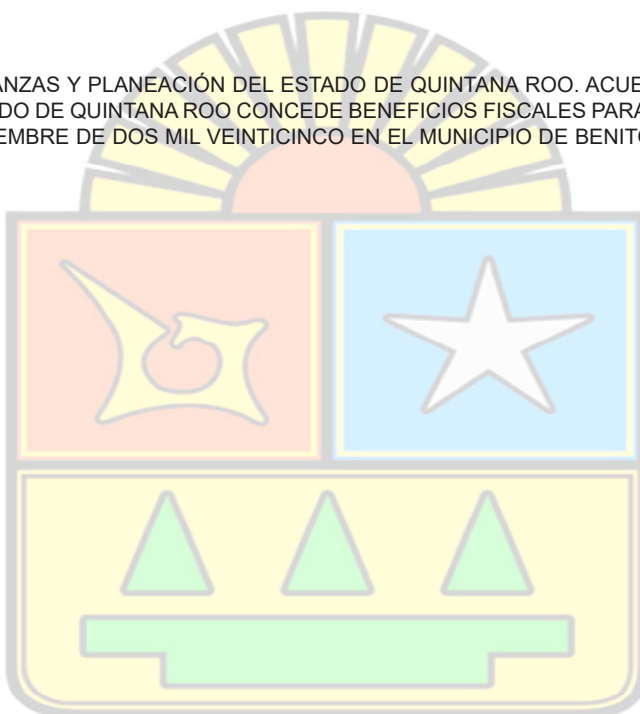 ANZAS Y PLANEACIÓN DEL ESTADO DE QUINTANA ROO. ACUE
DO DE QUINTANA ROO CONCEDE BENEFICIOS FISCALES PARA
EMBRE DE DOS MIL VEINTICINCO EN EL MUNICIPIO DE BENITO